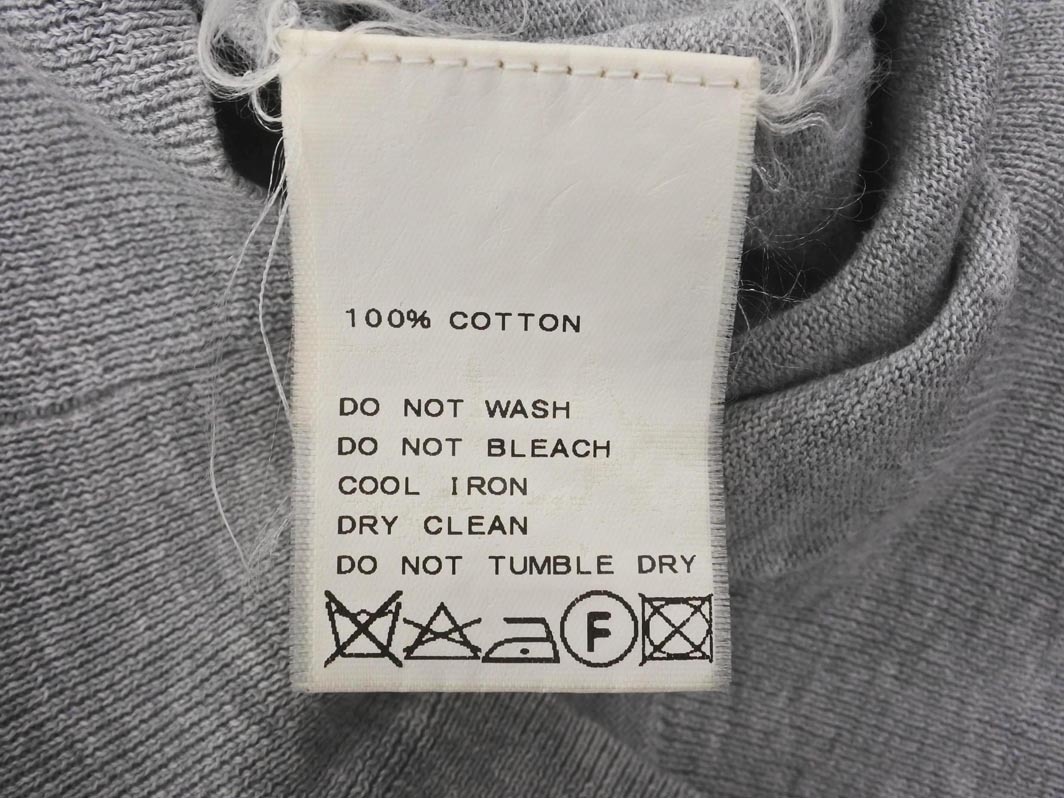 100% COTTON
DO NOT WASH
DO NOT BLEACH
COOL IRON
DRY CLEAN
DO NOT TUMBLE DRY
F